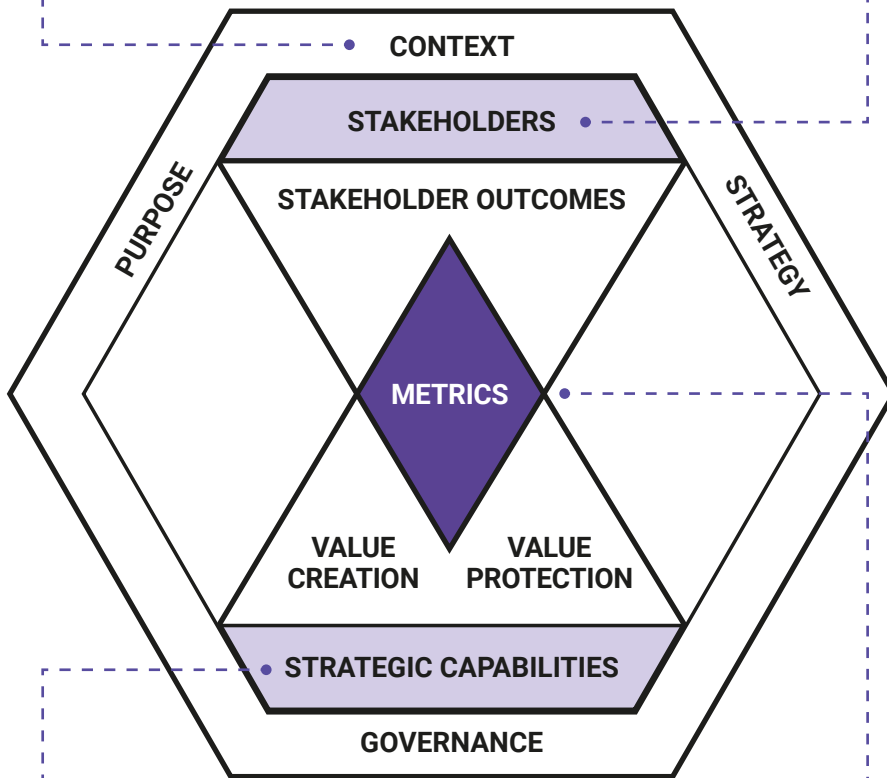 CONTEXT
STAKEHOLDERS
PURPOSE
STRATEGY
STAKEHOLDER OUTCOMES
METRICS
VALUE
CREATION
VALUE
PROTECTION
STRATEGIC CAPABILITIES
GOVERNANCE